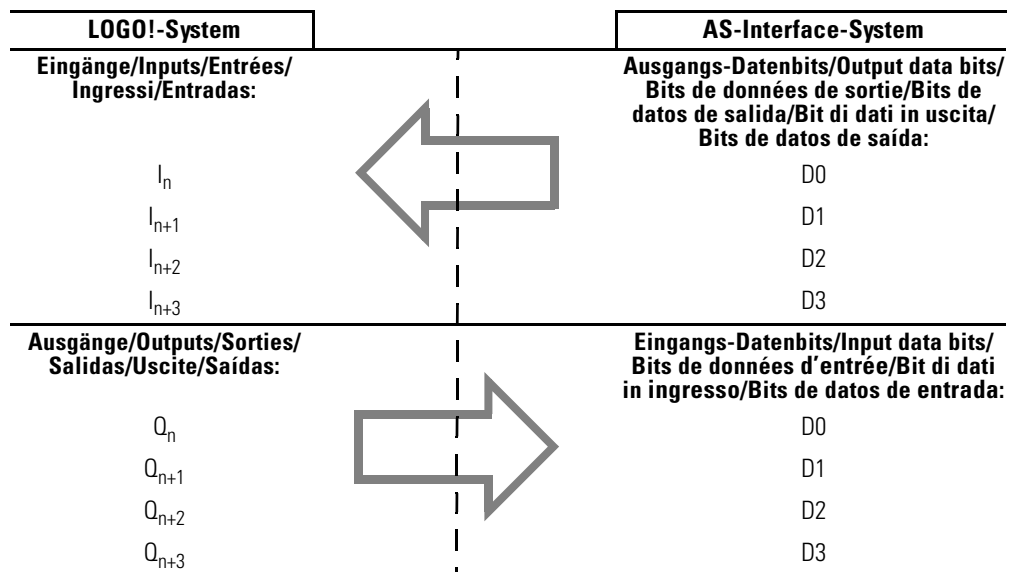 LOGO!-System
AS-Interface-System
Eingänge/Inputs/Entrées/
Ingressi/Entradas:
Ausgangs-Datenbits/Output data bits/
Bits de données de sortie/Bits de
datos de salida/Bit di dati in uscita/
Bits de datos de saída:
Iₙ
D0
Iₙ₊₁
D1
Iₙ₊₂
D2
Iₙ₊₃
D3
Ausgänge/Outputs/Sorties/
Salidas/Uscite/Saídas:
Eingangs-Datenbits/Input data bits/
Bits de données d'entrée/Bit di dati
in ingresso/Bits de datos de entrada:
Qₙ
D0
Qₙ₊₁
D1
Qₙ₊₂
D2
Qₙ₊₃
D3